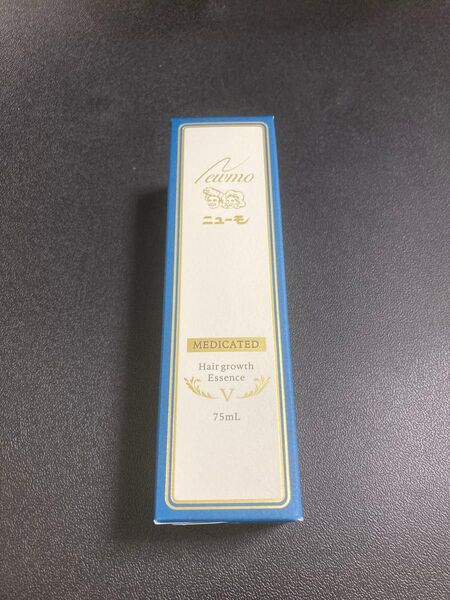 Newmo
ニューモ
MEDICATED
Hair growth
Essence
V
75mL